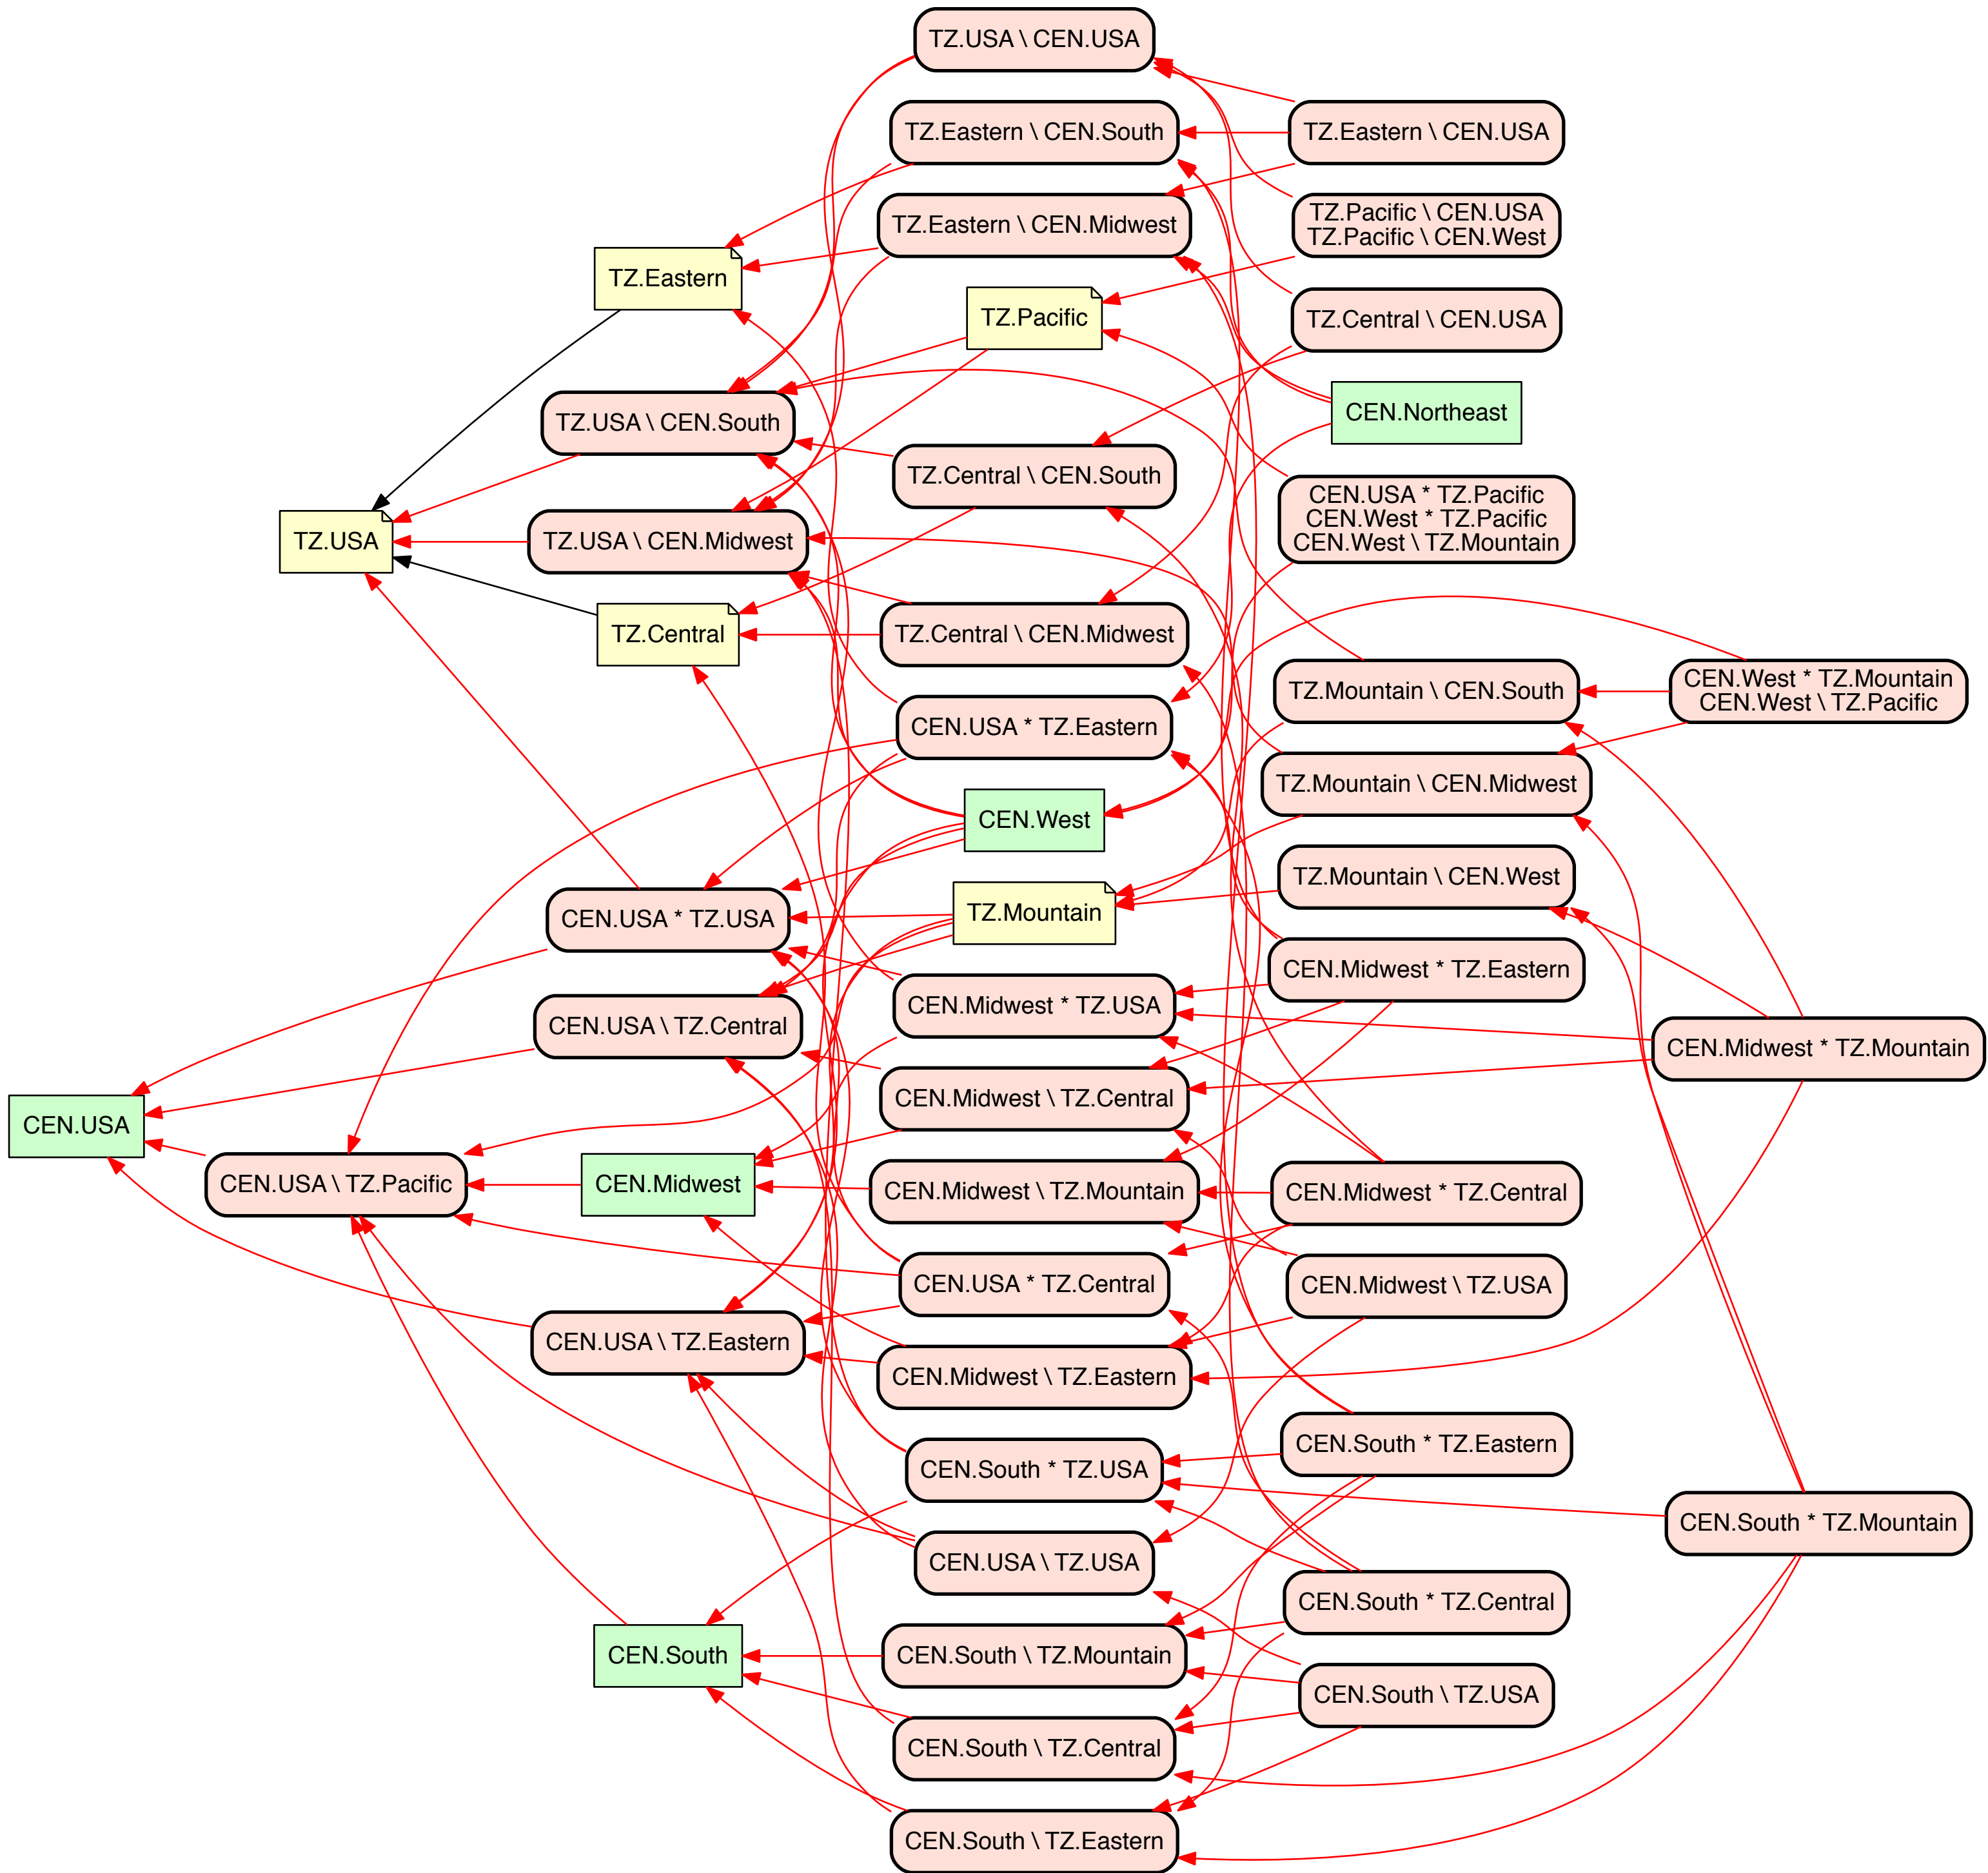 TZ.USA \ CEN.USA
TZ.Eastern \ CEN.South
TZ.Eastern \ CEN.USA
TZ.Eastern \ CEN.Midwest
TZ.Pacific \ CEN.USA
TZ.Pacific \ CEN.West
TZ.Eastern
TZ.Pacific
TZ.Central \ CEN.USA
TZ.USA \ CEN.South
CEN.Northeast
TZ.Central \ CEN.South
CEN.USA * TZ.Pacific
CEN.West * TZ.Pacific
CEN.West \ TZ.Mountain
TZ.USA
TZ.USA \ CEN.Midwest
TZ.Central
TZ.Central \ CEN.Midwest
TZ.Mountain \ CEN.South
CEN.West * TZ.Mountain
CEN.West \ TZ.Pacific
CEN.USA * TZ.Eastern
TZ.Mountain \ CEN.Midwest
CEN.West
TZ.Mountain \ CEN.West
CEN.USA * TZ.USA
TZ.Mountain
CEN.Midwest * TZ.Eastern
CEN.USA \ TZ.Central
CEN.Midwest * TZ.USA
CEN.Midwest * TZ.Mountain
CEN.Midwest \ TZ.Central
CEN.USA
CEN.USA \ TZ.Pacific
CEN.Midwest
CEN.Midwest \ TZ.Mountain
CEN.Midwest * TZ.Central
CEN.USA * TZ.Central
CEN.Midwest \ TZ.USA
CEN.USA \ TZ.Eastern
CEN.Midwest \ TZ.Eastern
CEN.South * TZ.Eastern
CEN.South * TZ.USA
CEN.South * TZ.Mountain
CEN.USA \ TZ.USA
CEN.South * TZ.Central
CEN.South
CEN.South \ TZ.Mountain
CEN.South \ TZ.USA
CEN.South \ TZ.Central
CEN.South \ TZ.Eastern